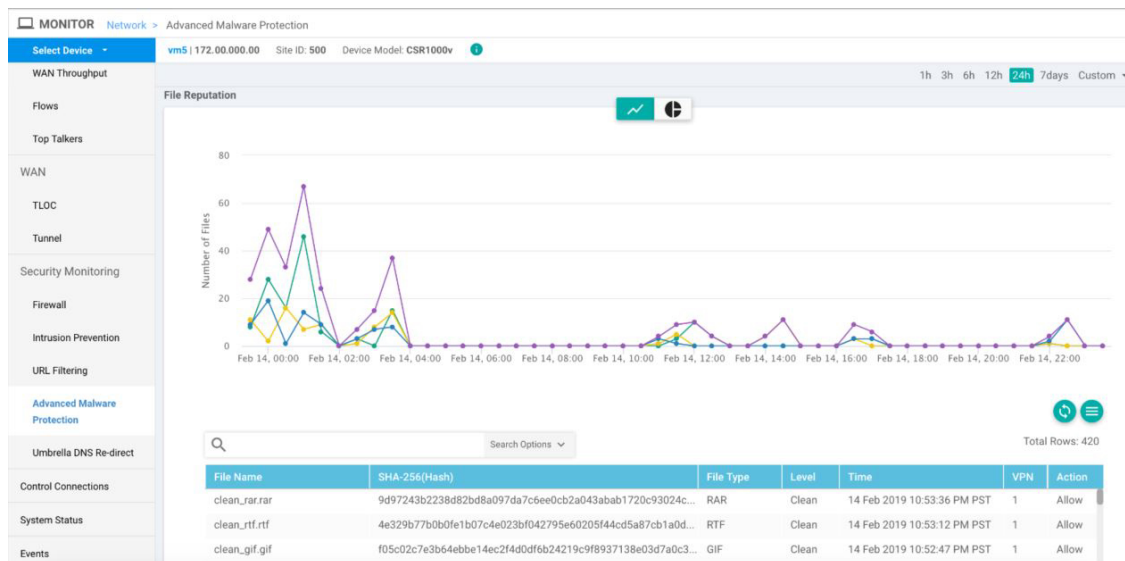 MONITOR Network > Advanced Malware Protection
Select Device
vm5 | 172.00.000.00 Site ID: 500 Device Model: CSR1000v
WAN Throughput
Flows
Top Talkers
WAN
TLOC
Tunnel
Security Monitoring
Firewall
Intrusion Prevention
URL Filtering
Advanced Malware
Protection
Umbrella DNS Re-direct
Control Connections
System Status
Events
1h 3h 6h 12h 24h 7days Custom
File Reputation
Number of Files
80
60
40
20
0
Feb 14, 00:00 Feb 14, 02:00 Feb 14, 04:00 Feb 14, 06:00 Feb 14, 08:00 Feb 14, 10:00 Feb 14, 12:00 Feb 14, 14:00 Feb 14, 16:00 Feb 14, 18:00 Feb 14, 20:00 Feb 14, 22:00
Search Options
Total Rows: 420
File Name SHA-256(Hash) File Type Level Time VPN Action
clean_rar.rar 9d97243b2238d82bd8a097da7c6ee0cb2a043abab1720c93024c... RAR Clean 14 Feb 2019 10:53:36 PM PST 1 Allow
clean_rtf.rtf 4e329b77b0b0fe1b07c4e023bf042795e60205f44cd5a87cb1a0d... RTF Clean 14 Feb 2019 10:53:12 PM PST 1 Allow
clean_gif.gif f05c02c7e3b64ebbe14ec2f4d0df6b24219c9f8937138e03d7a0c3... GIF Clean 14 Feb 2019 10:52:47 PM PST 1 Allow